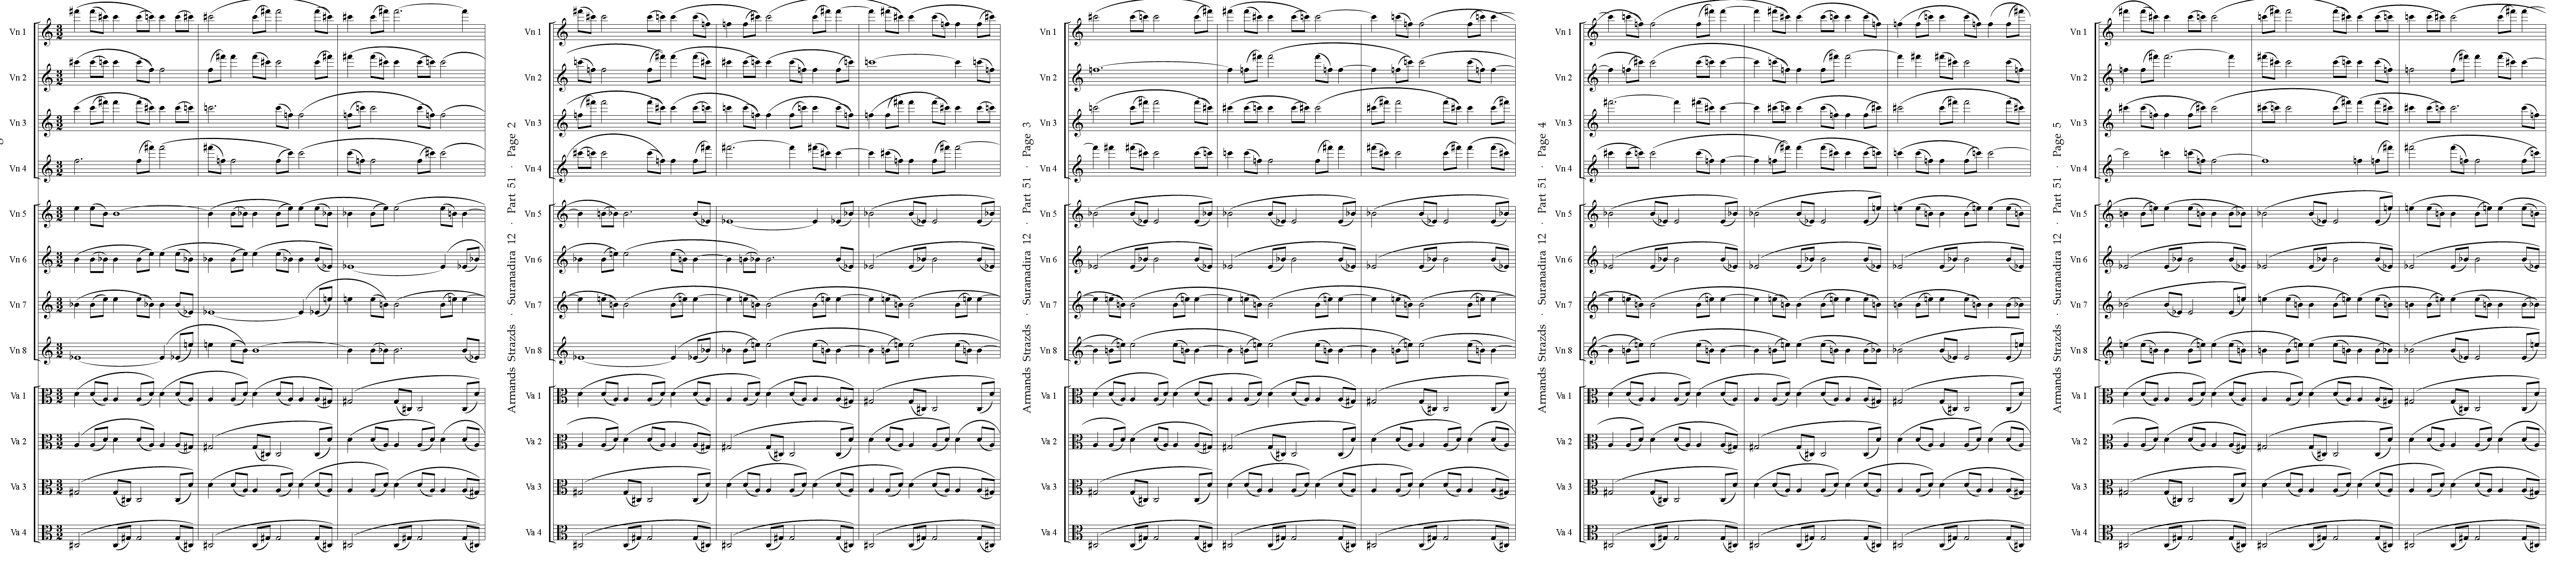 Vn 1
Vn 2
Vn 3
Vn 4
Vn 5
Vn 6
Vn 7
Vn 8
Va 1
Va 2
Va 3
Va 4
Armands Strazds · Suranadira 12 · Part 51 · Page 2
Vn 1
Vn 2
Vn 3
Vn 4
Vn 5
Vn 6
Vn 7
Vn 8
Va 1
Va 2
Va 3
Va 4
Armands Strazds · Suranadira 12 · Part 51 · Page 3
Vn 1
Vn 2
Vn 3
Vn 4
Vn 5
Vn 6
Vn 7
Vn 8
Va 1
Va 2
Va 3
Va 4
Armands Strazds · Suranadira 12 · Part 51 · Page 4
Vn 1
Vn 2
Vn 3
Vn 4
Vn 5
Vn 6
Vn 7
Vn 8
Va 1
Va 2
Va 3
Va 4
Armands Strazds · Suranadira 12 · Part 51 · Page 5
Vn 1
Vn 2
Vn 3
Vn 4
Vn 5
Vn 6
Vn 7
Vn 8
Va 1
Va 2
Va 3
Va 4